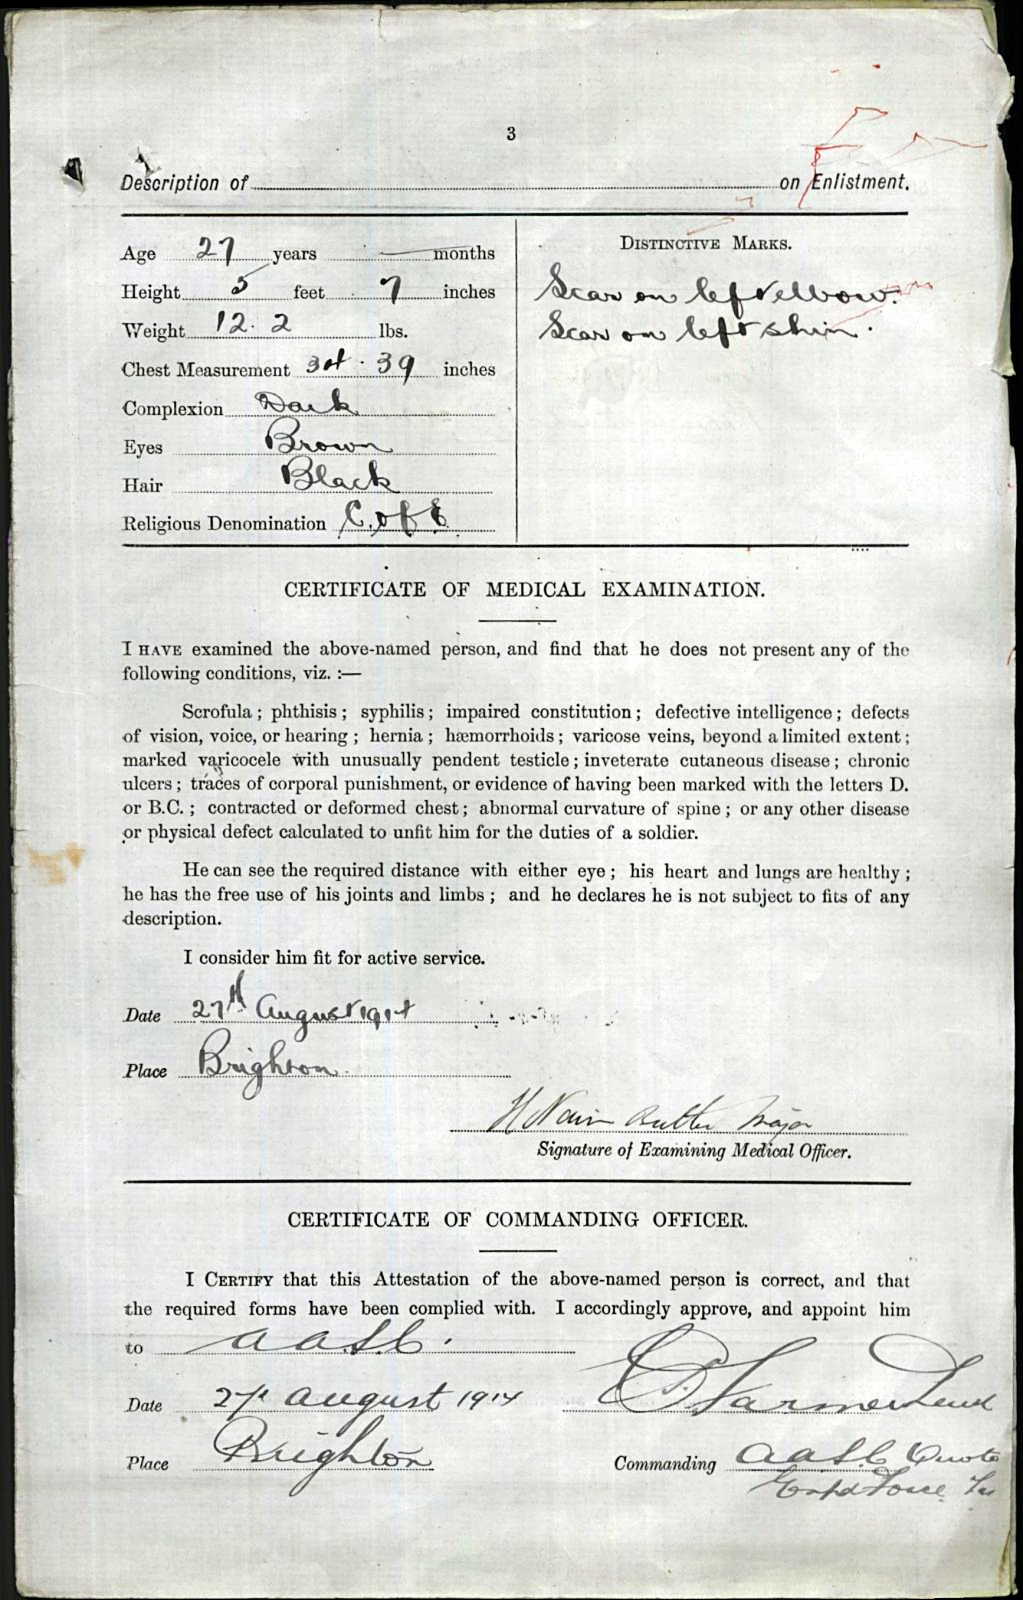 3
Description of on Enlistment.
Age 27 years — months
Height 5 feet 7 inches
Weight 12. 2 lbs.
Chest Measurement 34. 39 inches
Complexion Dark
Eyes Brown
Hair Black
Religious Denomination C. of E.
DISTINCTIVE MARKS.
Scar on left elbow.
Scar on left shin.
CERTIFICATE OF MEDICAL EXAMINATION.
I HAVE examined the above-named person, and find that he does not present any of the
following conditions, viz. :—
Scrofula ; phthisis ; syphilis ; impaired constitution ; defective intelligence ; defects
of vision, voice, or hearing ; hernia ; hæmorrhoids ; varicose veins, beyond a limited extent ;
marked varicocele with unusually pendent testicle ; inveterate cutaneous disease ; chronic
ulcers ; traces of corporal punishment, or evidence of having been marked with the letters D.
or B.C. ; contracted or deformed chest ; abnormal curvature of spine ; or any other disease
or physical defect calculated to unfit him for the duties of a soldier.
He can see the required distance with either eye ; his heart and lungs are healthy ;
he has the free use of his joints and limbs ; and he declares he is not subject to fits of any
description.
I consider him fit for active service.
Date 27th August 1914
Place Brighton.
Major
Signature of Examining Medical Officer.
CERTIFICATE OF COMMANDING OFFICER.
I CERTIFY that this Attestation of the above-named person is correct, and that
the required forms have been complied with. I accordingly approve, and appoint him
to AASC.
Date 27 August 1914
Place Brighton
Commanding AASC